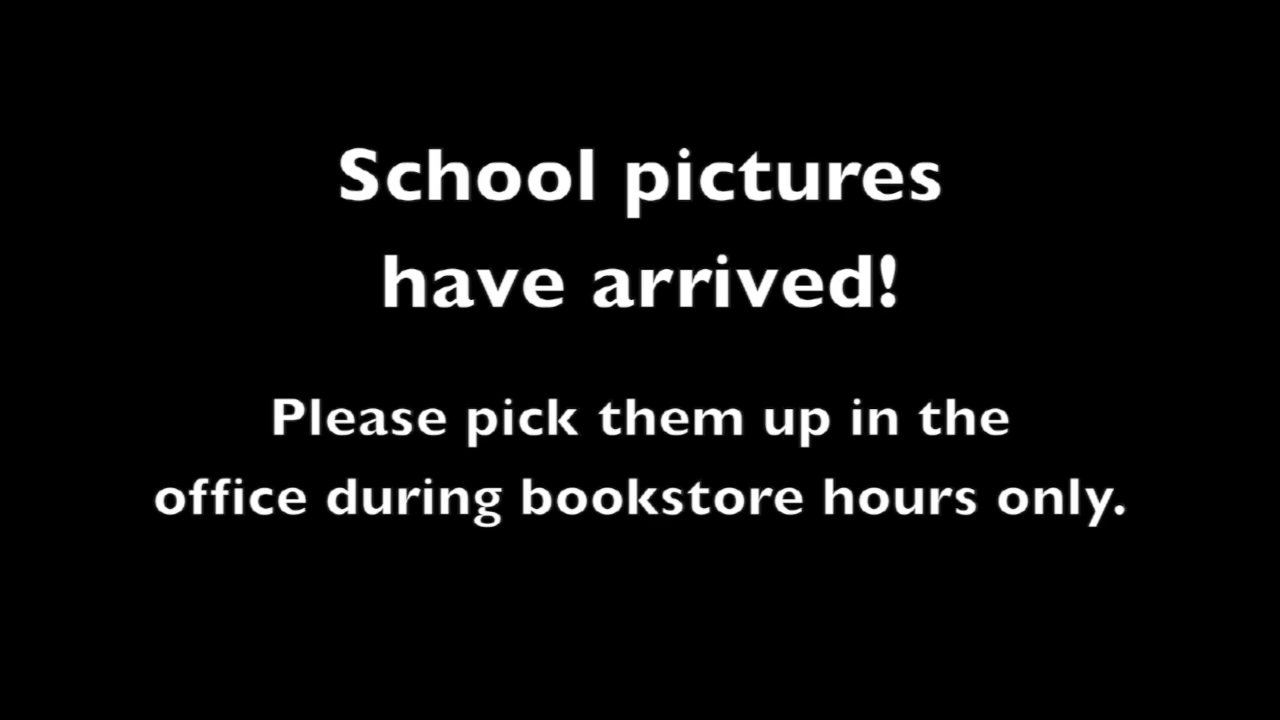 School pictures
have arrived!
Please pick them up in the
office during bookstore hours only.